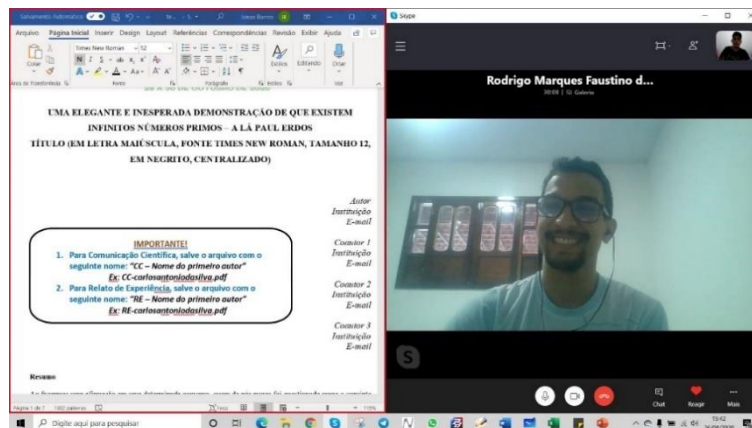 Salvamento Automático
Arquivo Página Inicial Inserir Design Layout Referências Correspondências Revisão Exibir Ajuda
Times New Roman 12
Colar
Editando
Ditar
Fonte
Parágrafo
Estilos
Voz
UMA ELEGANTE E INESPERADA DEMONSTRAÇÃO DE QUE EXISTEM
INFINITOS NÚMEROS PRIMOS – A LÁ PAUL ERDOS
TÍTULO (EM LETRA MAIÚSCULA, FONTE TIMES NEW ROMAN, TAMANHO 12,
EM NEGRITO, CENTRALIZADO)
Autor
Instituição
E-mail
Coautor 1
Instituição
E-mail
Coautor 2
Instituição
E-mail
Coautor 3
Instituição
E-mail
IMPORTANTE!
1. Para Comunicação Científica, salve o arquivo com o
seguinte nome: "CC – Nome do primeiro autor"
Ex: CC-carlosantoniodasilva.pdf
2. Para Relato de Experiência, salve o arquivo com o
seguinte nome: "RE – Nome do primeiro autor"
Ex: RE-carlosantoniodasilva.pdf
Resumo
Página 1 de 7
Digite aqui para pesquisar
Skype
Rodrigo Marques Faustino d...
30:08 | Galeria
Chat Reagir Mais
15:42